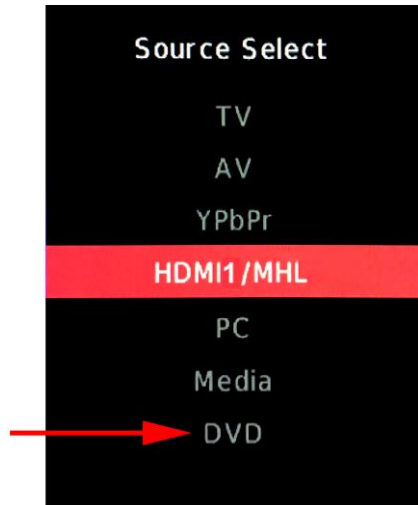 Source Select
TV
AV
YPbPr
HDMI1/MHL
PC
Media
DVD